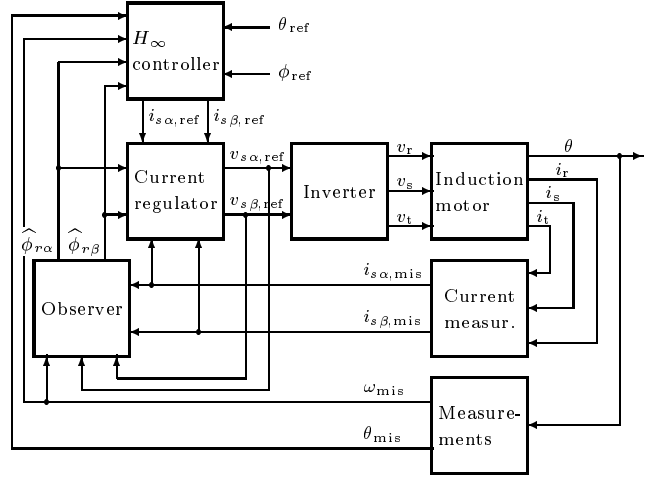 H∞
controller
θref
ϕref
isα,ref isβ,ref
Current
regulator
vsα,ref
vsβ,ref
Inverter
vr
vs
vt
Induction
motor
θ
ir
is
it
ϕ̂rα ϕ̂rβ
Observer
isα,mis
isβ,mis
Current
measur.
ωmis
θmis
Measure-
ments